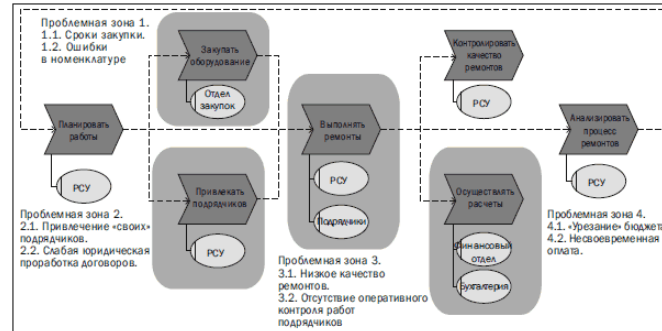 Проблемная зона 1.
1.1. Сроки закупки.
1.2. Ошибки
в номенклатуре
Закупать
оборудование
Отдел
закупок
Контролировать
качество
ремонтов
РСУ
Планировать
работы
РСУ
Выполнять
ремонты
РСУ
Подрядчики
Анализировать
процесс
ремонтов
РСУ
Привлекать
подрядчиков
РСУ
Осуществлять
расчеты
Финансовый
отдел
Бухгалтерия
Проблемная зона 2.
2.1. Привлечение «своих»
подрядчиков.
2.2. Слабая юридическая
проработка договоров.
Проблемная зона 3.
3.1. Низкое качество
ремонтов.
3.2. Отсутствие оперативного
контроля работ
подрядчиков
Проблемная зона 4.
4.1. «Урезание» бюджета
4.2. Несвоевременная
оплата.